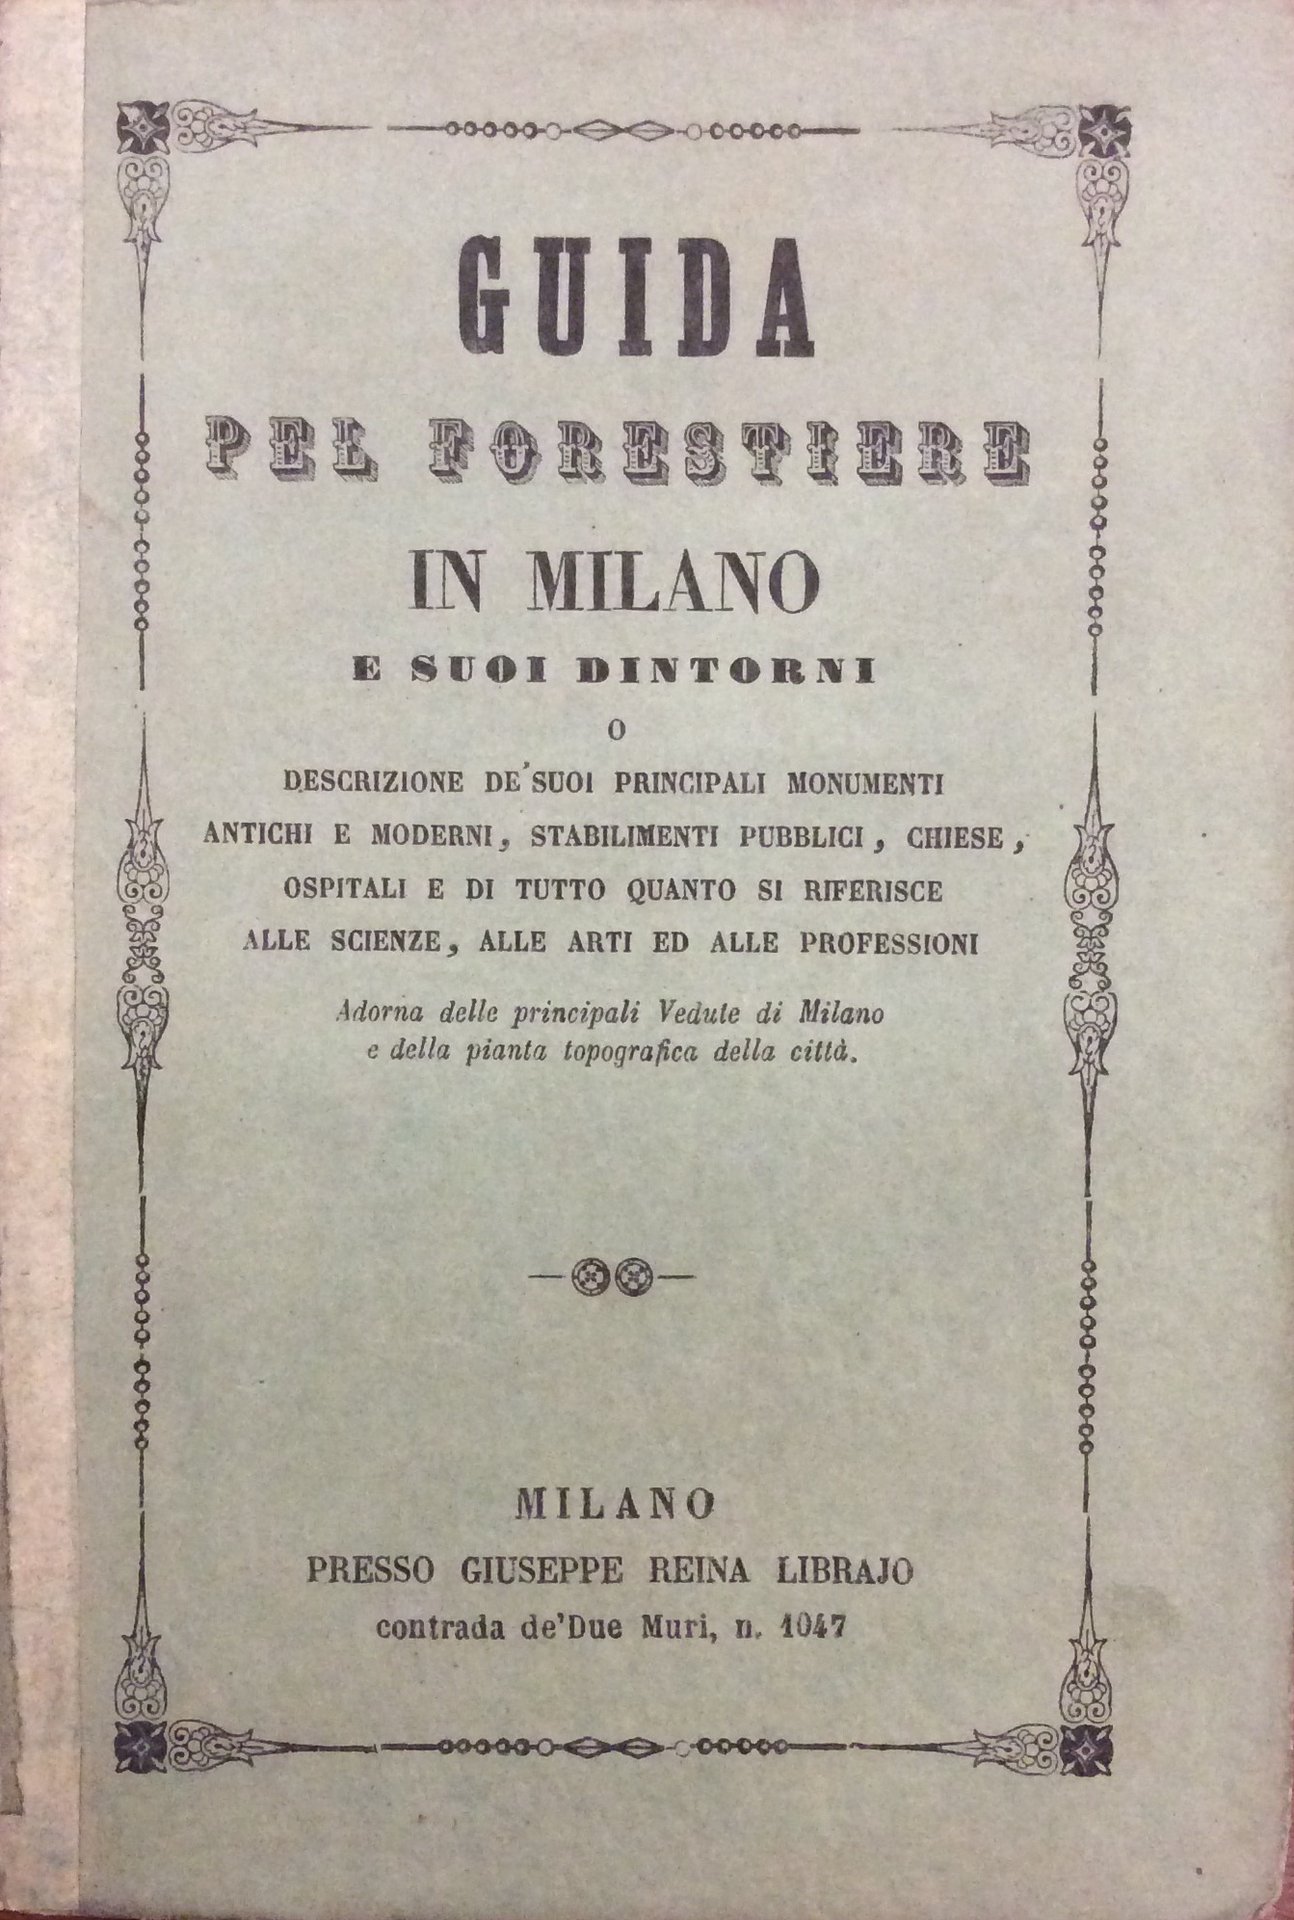 GUIDA
PEL FORESTIERE
IN MILANO
E SUOI DINTORNI
O
DESCRIZIONE DE'SUOI PRINCIPALI MONUMENTI
ANTICHI E MODERNI, STABILIMENTI PUBBLICI, CHIESE,
OSPITALI E DI TUTTO QUANTO SI RIFERISCE
ALLE SCIENZE, ALLE ARTI ED ALLE PROFESSIONI
Adorna delle principali Vedute di Milano
e della pianta topografica della città.
MILANO
PRESSO GIUSEPPE REINA LIBRAJO
contrada de'Due Muri, n. 1047